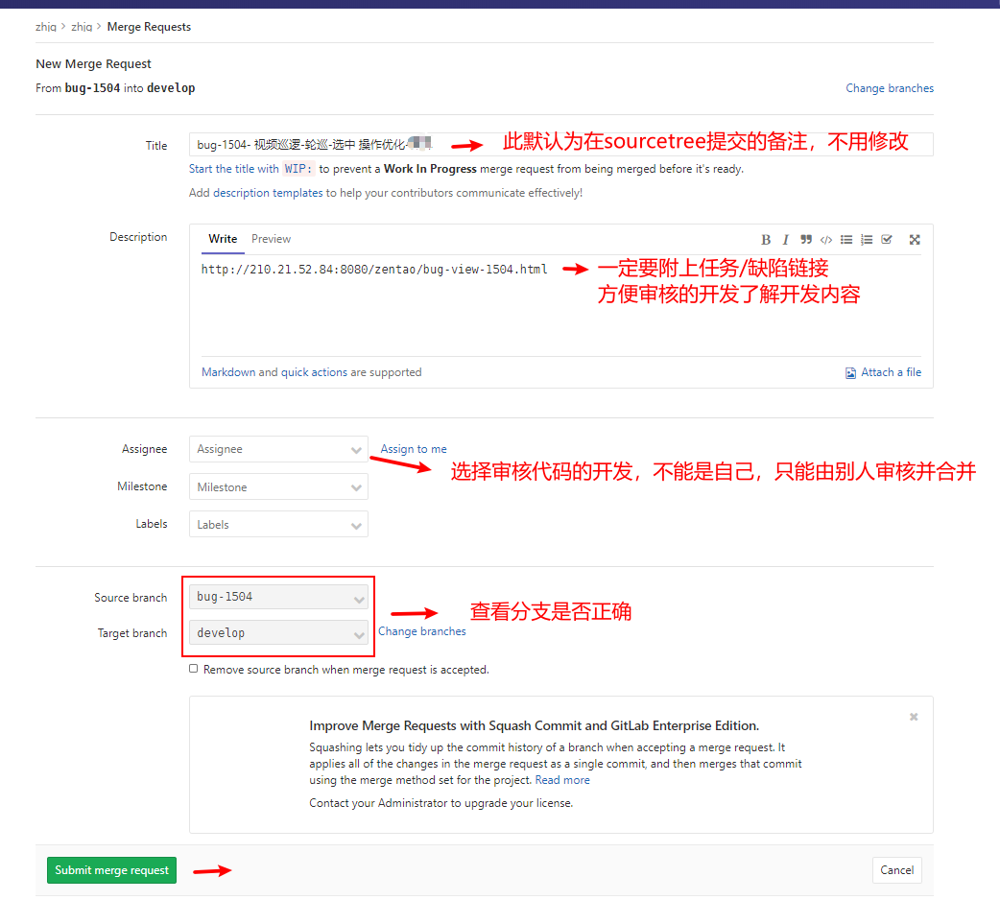 zhjg > zhjg > Merge Requests
New Merge Request
From bug-1504 into develop
Change branches
Title
bug-1504- 视频巡逻-轮巡-选中 操作优化-
此默认为在sourcetree提交的备注，不用修改
Start the title with WIP: to prevent a Work In Progress merge request from being merged before it's ready.
Add description templates to help your contributors communicate effectively!
Description
Write Preview
http://210.21.52.84:8080/zentao/bug-view-1504.html
一定要附上任务/缺陷链接
方便审核的开发了解开发内容
Markdown and quick actions are supported
Attach a file
Assignee
Assignee
Assign to me
选择审核代码的开发，不能是自己，只能由别人审核并合并
Milestone
Milestone
Labels
Labels
Source branch
bug-1504
查看分支是否正确
Target branch
develop
Change branches
Remove source branch when merge request is accepted.
Improve Merge Requests with Squash Commit and GitLab Enterprise Edition.
Squashing lets you tidy up the commit history of a branch when accepting a merge request. It
applies all of the changes in the merge request as a single commit, and then merges that commit
using the merge method set for the project. Read more
Contact your Administrator to upgrade your license.
Submit merge request
Cancel